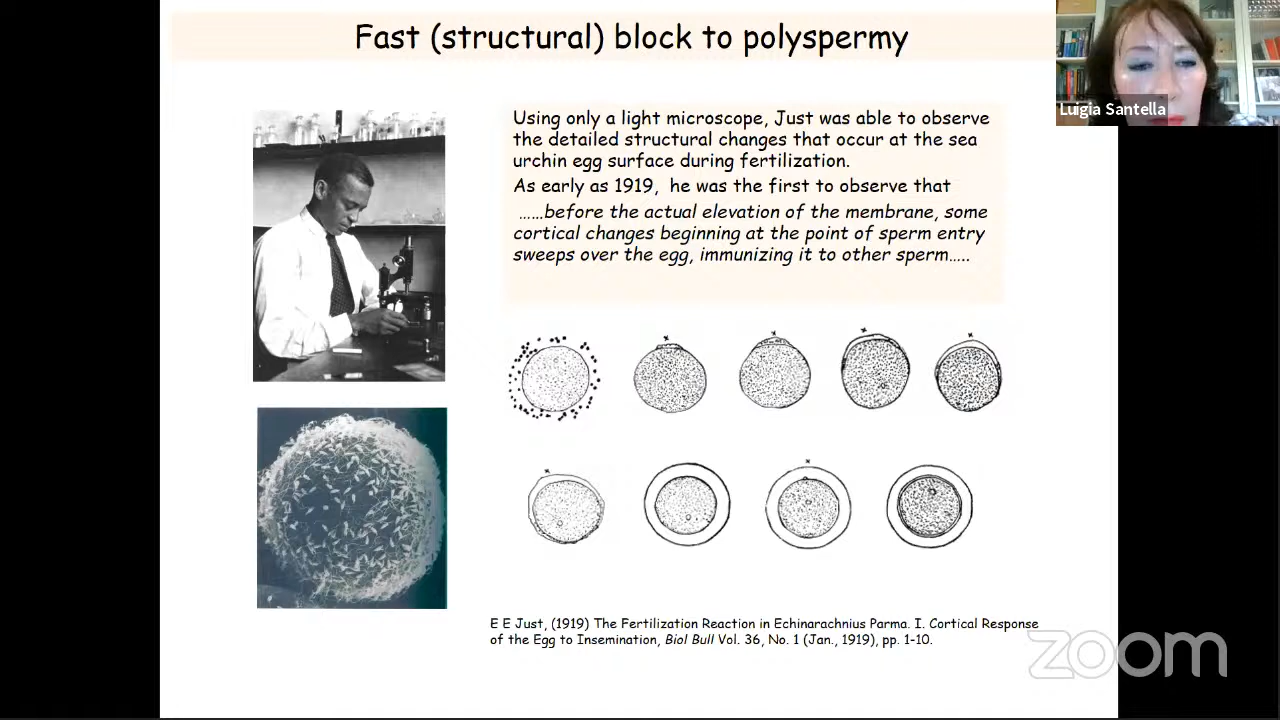 Fast (structural) block to polyspermy
Luigia Santella
Using only a light microscope, Just was able to observe
the detailed structural changes that occur at the sea
urchin egg surface during fertilization.
As early as 1919, he was the first to observe that
……before the actual elevation of the membrane, some
cortical changes beginning at the point of sperm entry
sweeps over the egg, immunizing it to other sperm…..
E E Just, (1919) The Fertilization Reaction in Echinarachnius Parma. I. Cortical Response
of the Egg to Insemination, Biol Bull Vol. 36, No. 1 (Jan., 1919), pp. 1-10.
zoom